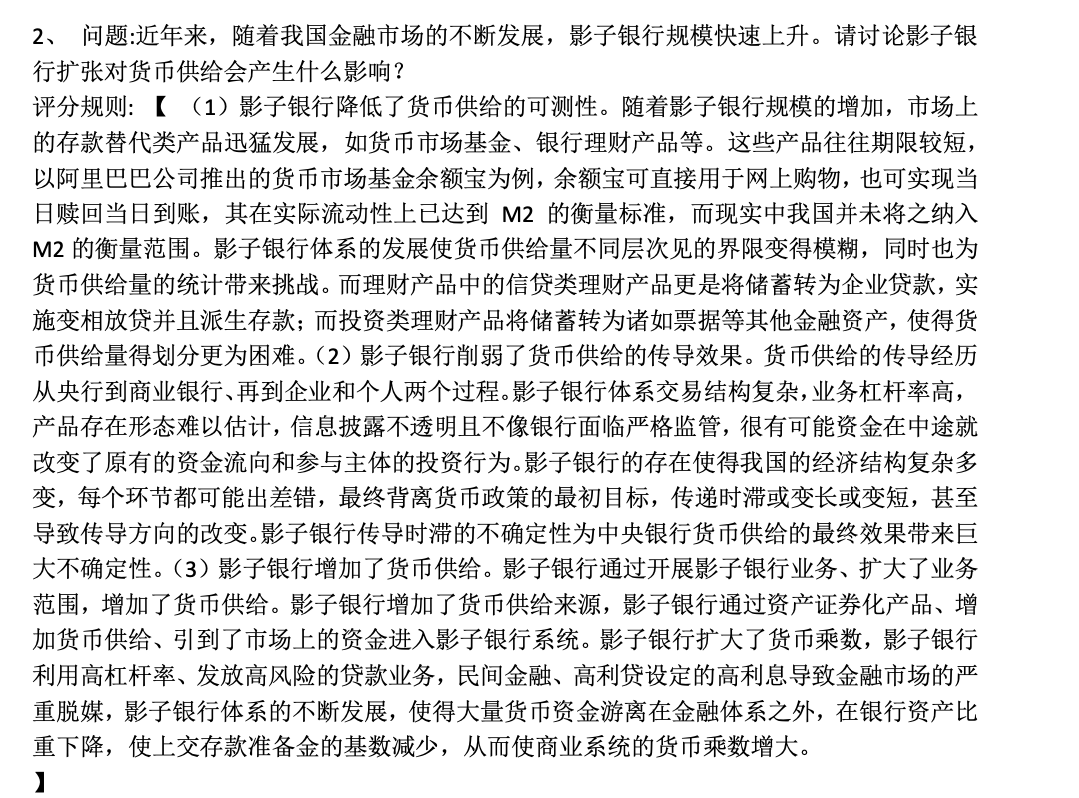 2、 问题:近年来，随着我国金融市场的不断发展，影子银行规模快速上升。请讨论影子银
行扩张对货币供给会产生什么影响？
评分规则: 【 （1）影子银行降低了货币供给的可测性。随着影子银行规模的增加，市场上
的存款替代类产品迅猛发展，如货币市场基金、银行理财产品等。这些产品往往期限较短，
以阿里巴巴公司推出的货币市场基金余额宝为例，余额宝可直接用于网上购物，也可实现当
日赎回当日到账，其在实际流动性上已达到 M2 的衡量标准，而现实中我国并未将之纳入
M2 的衡量范围。影子银行体系的发展使货币供给量不同层次见的界限变得模糊，同时也为
货币供给量的统计带来挑战。而理财产品中的信贷类理财产品更是将储蓄转为企业贷款，实
施变相放贷并且派生存款；而投资类理财产品将储蓄转为诸如票据等其他金融资产，使得货
币供给量得划分更为困难。（2）影子银行削弱了货币供给的传导效果。货币供给的传导经历
从央行到商业银行、再到企业和个人两个过程。影子银行体系交易结构复杂，业务杠杆率高，
产品存在形态难以估计，信息披露不透明且不像银行面临严格监管，很有可能资金在中途就
改变了原有的资金流向和参与主体的投资行为。影子银行的存在使得我国的经济结构复杂多
变，每个环节都可能出差错，最终背离货币政策的最初目标，传递时滞或变长或变短，甚至
导致传导方向的改变。影子银行传导时滞的不确定性为中央银行货币供给的最终效果带来巨
大不确定性。（3）影子银行增加了货币供给。影子银行通过开展影子银行业务、扩大了业务
范围，增加了货币供给。影子银行增加了货币供给来源，影子银行通过资产证券化产品、增
加货币供给、引到了市场上的资金进入影子银行系统。影子银行扩大了货币乘数，影子银行
利用高杠杆率、发放高风险的贷款业务，民间金融、高利贷设定的高利息导致金融市场的严
重脱媒，影子银行体系的不断发展，使得大量货币资金游离在金融体系之外，在银行资产比
重下降，使上交存款准备金的基数减少，从而使商业系统的货币乘数增大。
】